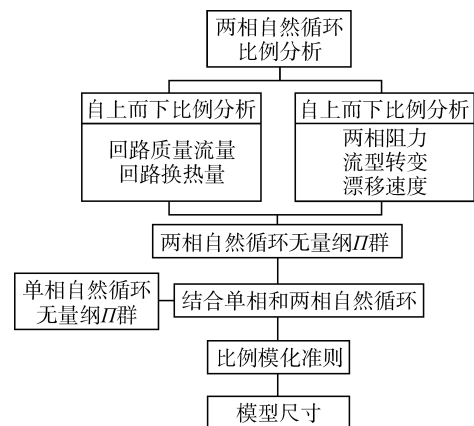 两相自然循环
比例分析
自上而下比例分析
回路质量流量
回路换热量
自上而下比例分析
两相阻力
流型转变
漂移速度
两相自然循环无量纲Π群
单相自然循环
无量纲Π群
结合单相和两相自然循环
比例模化准则
模型尺寸